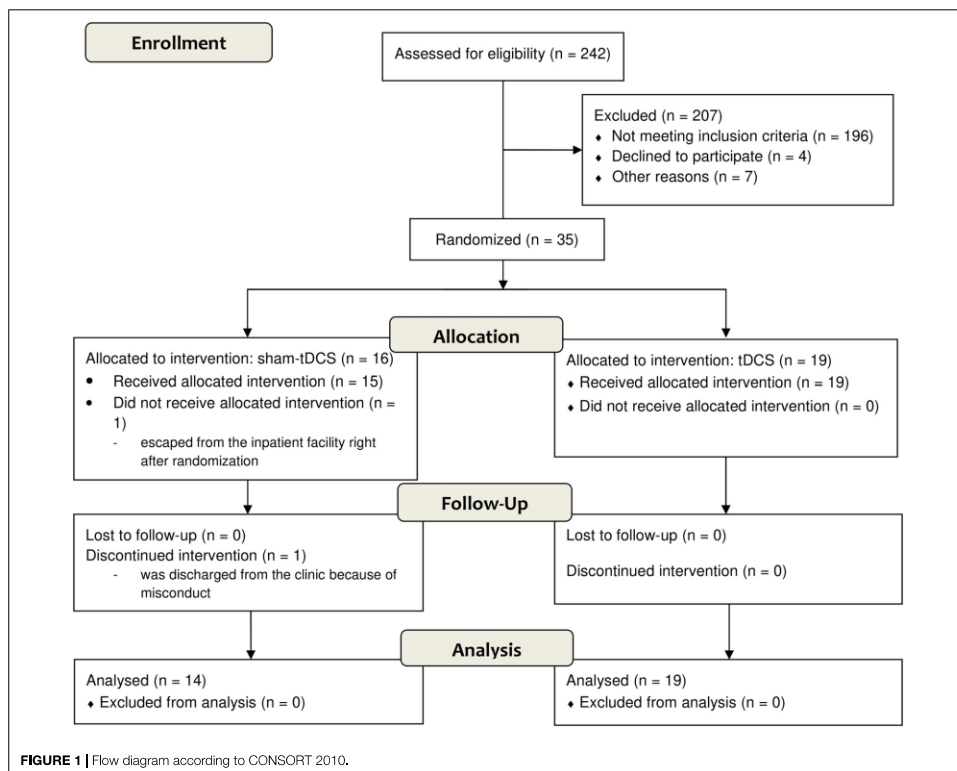 Enrollment
Assessed for eligibility (n = 242)
Excluded (n = 207)
♦ Not meeting inclusion criteria (n = 196)
♦ Declined to participate (n = 4)
♦ Other reasons (n = 7)
Randomized (n = 35)
Allocation
Allocated to intervention: sham-tDCS (n = 16)
• Received allocated intervention (n = 15)
• Did not receive allocated intervention (n =
1)
- escaped from the inpatient facility right
after randomization
Allocated to intervention: tDCS (n = 19)
♦ Received allocated intervention (n = 19)
♦ Did not receive allocated intervention (n = 0)
Follow-Up
Lost to follow-up (n = 0)
Discontinued intervention (n = 1)
- was discharged from the clinic because of
misconduct
Lost to follow-up (n = 0)
Discontinued intervention (n = 0)
Analysis
Analysed (n = 14)
♦ Excluded from analysis (n = 0)
Analysed (n = 19)
♦ Excluded from analysis (n = 0)
FIGURE 1 | Flow diagram according to CONSORT 2010.